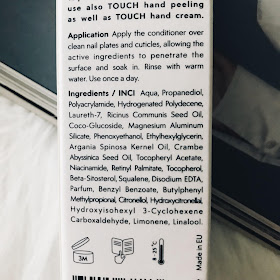 use also TOUCH hand peeling
as well as TOUCH hand cream.
Application Apply the conditioner over
clean nail plates and cuticles, allowing the
active ingredients to penetrate the
surface and soak in. Rinse with warm
water. Use once a day.
Ingredients / INCI Aqua, Propanediol,
Polyacrylamide, Hydrogenated Polydecene,
Laureth-7, Ricinus Communis Seed Oil,
Coco-Glucoside, Magnesium Aluminum
Silicate, Phenoxyethanol, Ethylhexylglycerin,
Argania Spinosa Kernel Oil, Crambe
Abyssinica Seed Oil, Tocopheryl Acetate,
Niacinamide, Retinyl Palmitate, Tocopherol,
Beta-Sitosterol, Squalene, Disodium EDTA,
Parfum, Benzyl Benzoate, Butylphenyl
Methylpropional, Citronellol, Hydroxycitronellal,
Hydroxyisohexyl 3-Cyclohexene
Carboxaldehyde, Limonene, Linalool.
3M
Made in EU